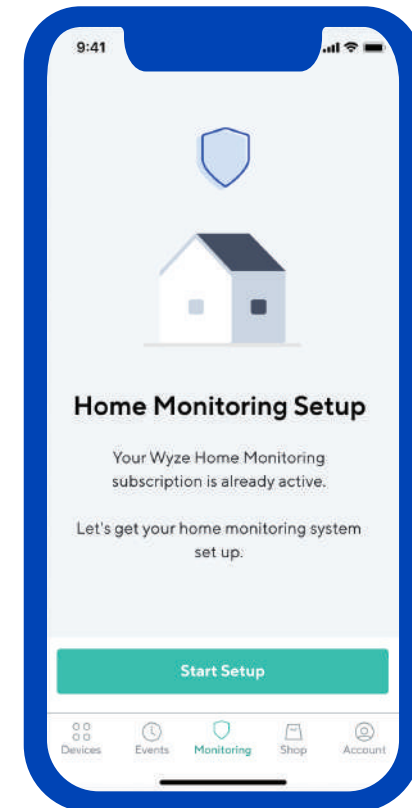 9:41
Home Monitoring Setup
Your Wyze Home Monitoring
subscription is already active.
Let's get your home monitoring system
set up.
Start Setup
Devices Events Monitoring Shop Account